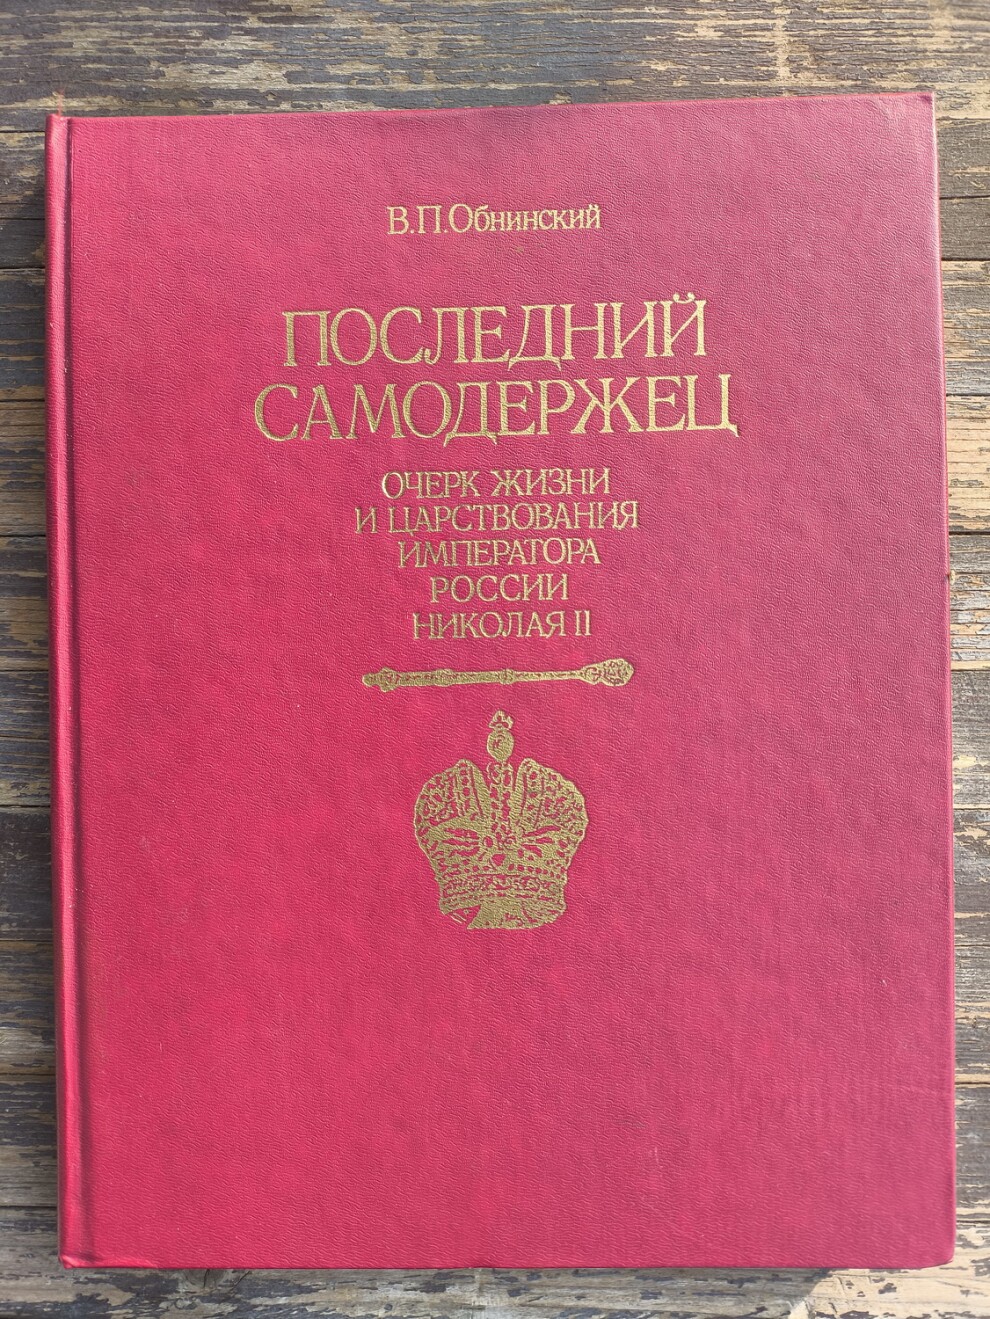 В.П.Обнинский
ПОСЛЕДНИЙ
САМОДЕРЖЕЦ
ОЧЕРК ЖИЗНИ
И ЦАРСТВОВАНИЯ
ИМПЕРАТОРА
РОССИИ
НИКОЛАЯ II